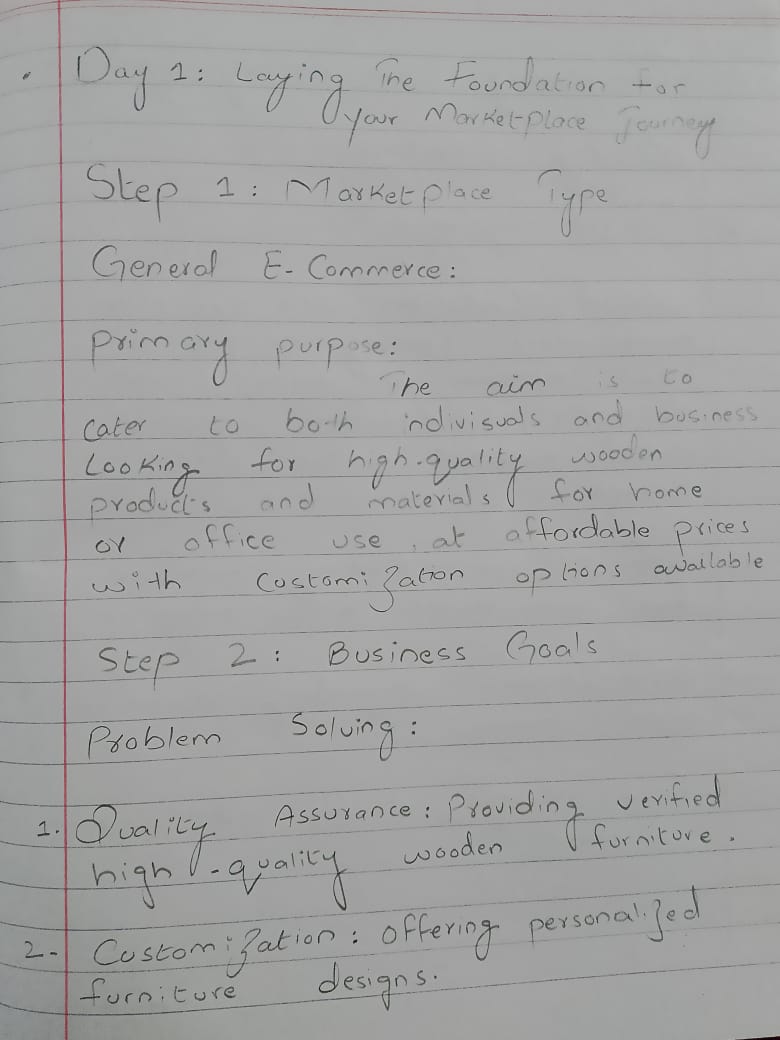 Day 1: Laying The Foundation for
your Marketplace Journey
Step 1: Marketplace Type
General E-Commerce:
Primary purpose:
The aim is to
cater to both indivisuals and business
Looking for high-quality wooden
products and materials for home
or office use, at affordable prices
with Customization options available
Step 2: Business Goals
Problem Solving:
1. Quality Assurance: Providing verified
high-quality wooden furniture.
2- Customization: offering personalized
furniture designs.